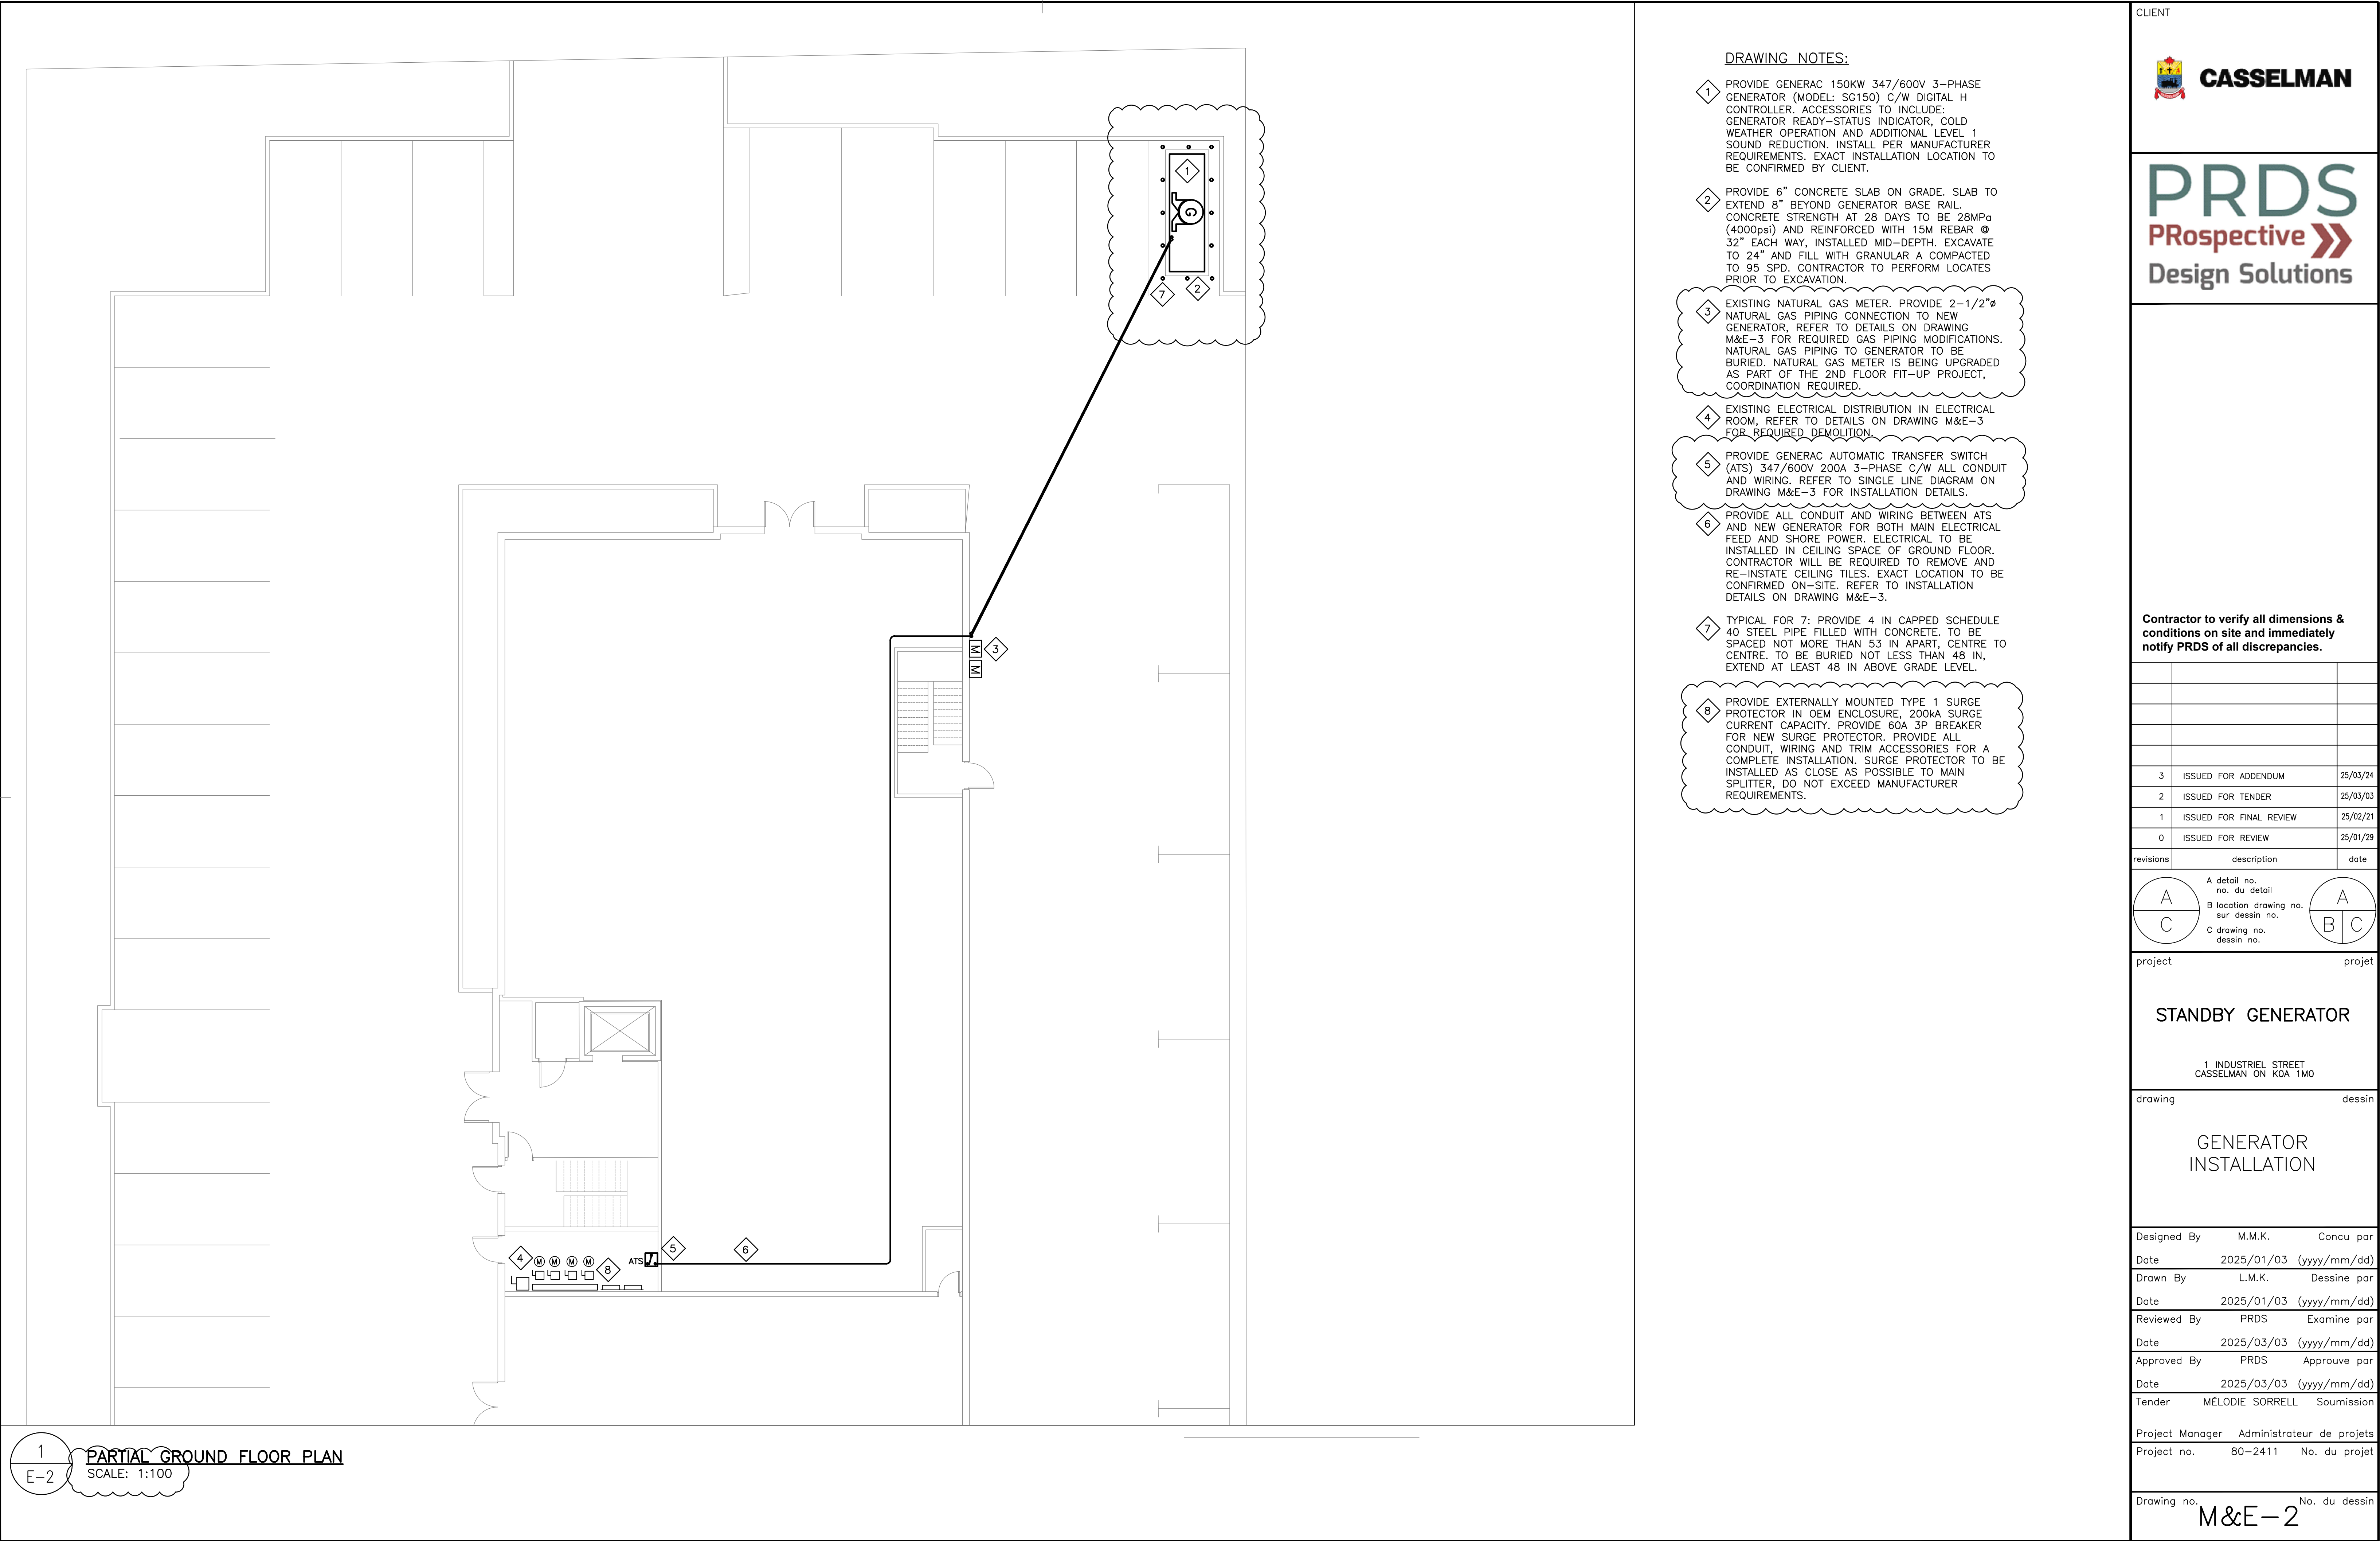 1
G
7
2
M
M
3
4
M
M
M
M
8
ATS
5
6
1
E-2
PARTIAL GROUND FLOOR PLAN
SCALE: 1:100
DRAWING NOTES:
1
PROVIDE GENERAC 150KW 347/600V 3-PHASE
GENERATOR (MODEL: SG150) C/W DIGITAL H
CONTROLLER. ACCESSORIES TO INCLUDE:
GENERATOR READY-STATUS INDICATOR, COLD
WEATHER OPERATION AND ADDITIONAL LEVEL 1
SOUND REDUCTION. INSTALL PER MANUFACTURER
REQUIREMENTS. EXACT INSTALLATION LOCATION TO
BE CONFIRMED BY CLIENT.
2
PROVIDE 6" CONCRETE SLAB ON GRADE. SLAB TO
EXTEND 8" BEYOND GENERATOR BASE RAIL.
CONCRETE STRENGTH AT 28 DAYS TO BE 28MPa
(4000psi) AND REINFORCED WITH 15M REBAR @
32" EACH WAY, INSTALLED MID-DEPTH. EXCAVATE
TO 24" AND FILL WITH GRANULAR A COMPACTED
TO 95 SPD. CONTRACTOR TO PERFORM LOCATES
PRIOR TO EXCAVATION.
3
EXISTING NATURAL GAS METER. PROVIDE 2-1/2"ø
NATURAL GAS PIPING CONNECTION TO NEW
GENERATOR, REFER TO DETAILS ON DRAWING
M&E-3 FOR REQUIRED GAS PIPING MODIFICATIONS.
NATURAL GAS PIPING TO GENERATOR TO BE
BURIED. NATURAL GAS METER IS BEING UPGRADED
AS PART OF THE 2ND FLOOR FIT-UP PROJECT,
COORDINATION REQUIRED.
4
EXISTING ELECTRICAL DISTRIBUTION IN ELECTRICAL
ROOM, REFER TO DETAILS ON DRAWING M&E-3
FOR REQUIRED DEMOLITION.
5
PROVIDE GENERAC AUTOMATIC TRANSFER SWITCH
(ATS) 347/600V 200A 3-PHASE C/W ALL CONDUIT
AND WIRING. REFER TO SINGLE LINE DIAGRAM ON
DRAWING M&E-3 FOR INSTALLATION DETAILS.
6
PROVIDE ALL CONDUIT AND WIRING BETWEEN ATS
AND NEW GENERATOR FOR BOTH MAIN ELECTRICAL
FEED AND SHORE POWER. ELECTRICAL TO BE
INSTALLED IN CEILING SPACE OF GROUND FLOOR.
CONTRACTOR WILL BE REQUIRED TO REMOVE AND
RE-INSTATE CEILING TILES. EXACT LOCATION TO BE
CONFIRMED ON-SITE. REFER TO INSTALLATION
DETAILS ON DRAWING M&E-3.
7
TYPICAL FOR 7: PROVIDE 4 IN CAPPED SCHEDULE
40 STEEL PIPE FILLED WITH CONCRETE. TO BE
SPACED NOT MORE THAN 53 IN APART, CENTRE TO
CENTRE. TO BE BURIED NOT LESS THAN 48 IN,
EXTEND AT LEAST 48 IN ABOVE GRADE LEVEL.
8
PROVIDE EXTERNALLY MOUNTED TYPE 1 SURGE
PROTECTOR IN OEM ENCLOSURE, 200kA SURGE
CURRENT CAPACITY. PROVIDE 60A 3P BREAKER
FOR NEW SURGE PROTECTOR. PROVIDE ALL
CONDUIT, WIRING AND TRIM ACCESSORIES FOR A
COMPLETE INSTALLATION. SURGE PROTECTOR TO BE
INSTALLED AS CLOSE AS POSSIBLE TO MAIN
SPLITTER, DO NOT EXCEED MANUFACTURER
REQUIREMENTS.
CLIENT
CASSELMAN
PRDS
PRospective
Design Solutions
Contractor to verify all dimensions &
conditions on site and immediately
notify PRDS of all discrepancies.
3 ISSUED FOR ADDENDUM 25/03/24
2 ISSUED FOR TENDER 25/03/03
1 ISSUED FOR FINAL REVIEW 25/02/21
0 ISSUED FOR REVIEW 25/01/29
revisions description date
A
C
A detail no.
no. du detail
B location drawing no.
sur dessin no.
C drawing no.
dessin no.
A
B C
project projet
STANDBY GENERATOR
1 INDUSTRIEL STREET
CASSELMAN ON K0A 1M0
drawing dessin
GENERATOR
INSTALLATION
Designed By M.M.K. Concu par
Date 2025/01/03 (yyyy/mm/dd)
Drawn By L.M.K. Dessine par
Date 2025/01/03 (yyyy/mm/dd)
Reviewed By PRDS Examine par
Date 2025/03/03 (yyyy/mm/dd)
Approved By PRDS Approuve par
Date 2025/03/03 (yyyy/mm/dd)
Tender MÉLODIE SORRELL Soumission
Project Manager Administrateur de projets
Project no. 80-2411 No. du projet
Drawing no. No. du dessin
M&E-2